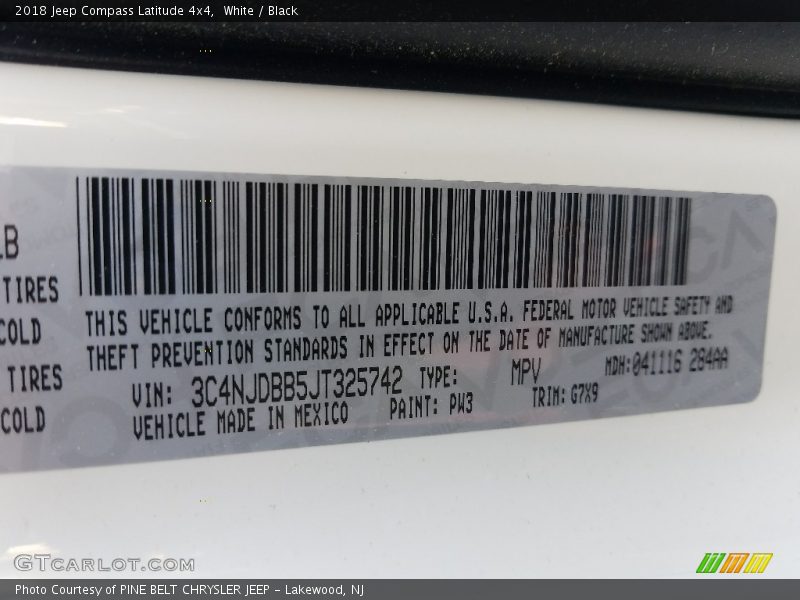 2018 Jeep Compass Latitude 4x4, White / Black
LB
TIRES
COLD
TIRES
COLD
THIS VEHICLE CONFORMS TO ALL APPLICABLE U.S.A. FEDERAL MOTOR VEHICLE SAFETY AND
THEFT PREVENTION STANDARDS IN EFFECT ON THE DATE OF MANUFACTURE SHOWN ABOVE.
VIN: 3C4NJDBB5JT325742 TYPE: MPV MDH:041116 284AA
VEHICLE MADE IN MEXICO PAINT: PW3 TRIM: G7X9
GTCARLOT.COM
Photo Courtesy of PINE BELT CHRYSLER JEEP - Lakewood, NJ